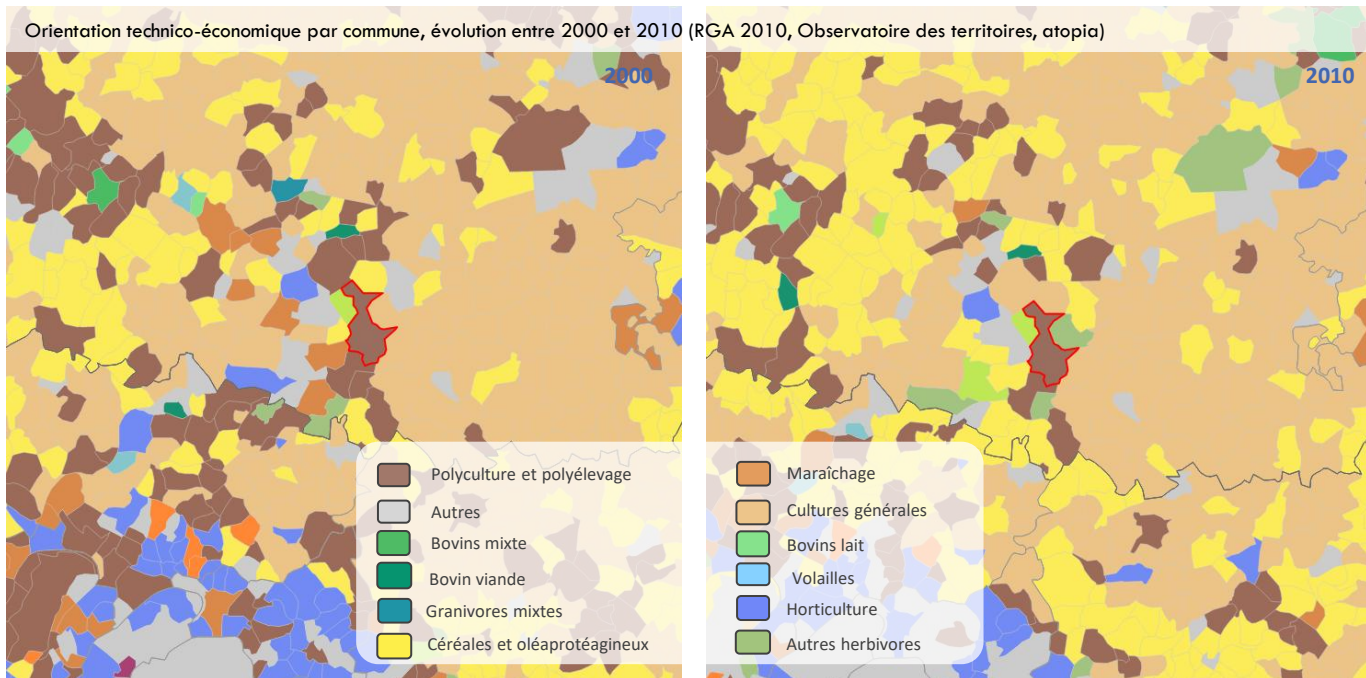 Orientation technico-économique par commune, évolution entre 2000 et 2010 (RGA 2010, Observatoire des territoires, atopia)
2000
2010
Polyculture et polyélevage
Autres
Bovins mixte
Bovin viande
Granivores mixtes
Céréales et oléaprotéagineux
Maraîchage
Cultures générales
Bovins lait
Volailles
Horticulture
Autres herbivores